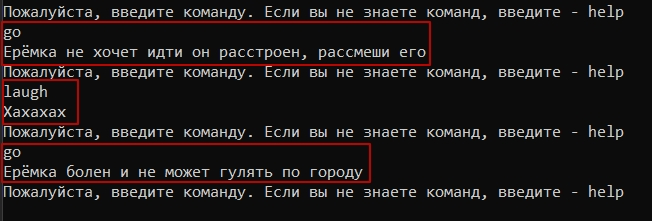 Пожалуйста, введите команду. Если вы не знаете команд, введите - help
go
Ерёмка не хочет идти он расстроен, рассмеши его
Пожалуйста, введите команду. Если вы не знаете команд, введите - help
laugh
Хахахах
Пожалуйста, введите команду. Если вы не знаете команд, введите - help
go
Ерёмка болен и не может гулять по городу
Пожалуйста, введите команду. Если вы не знаете команд, введите - help